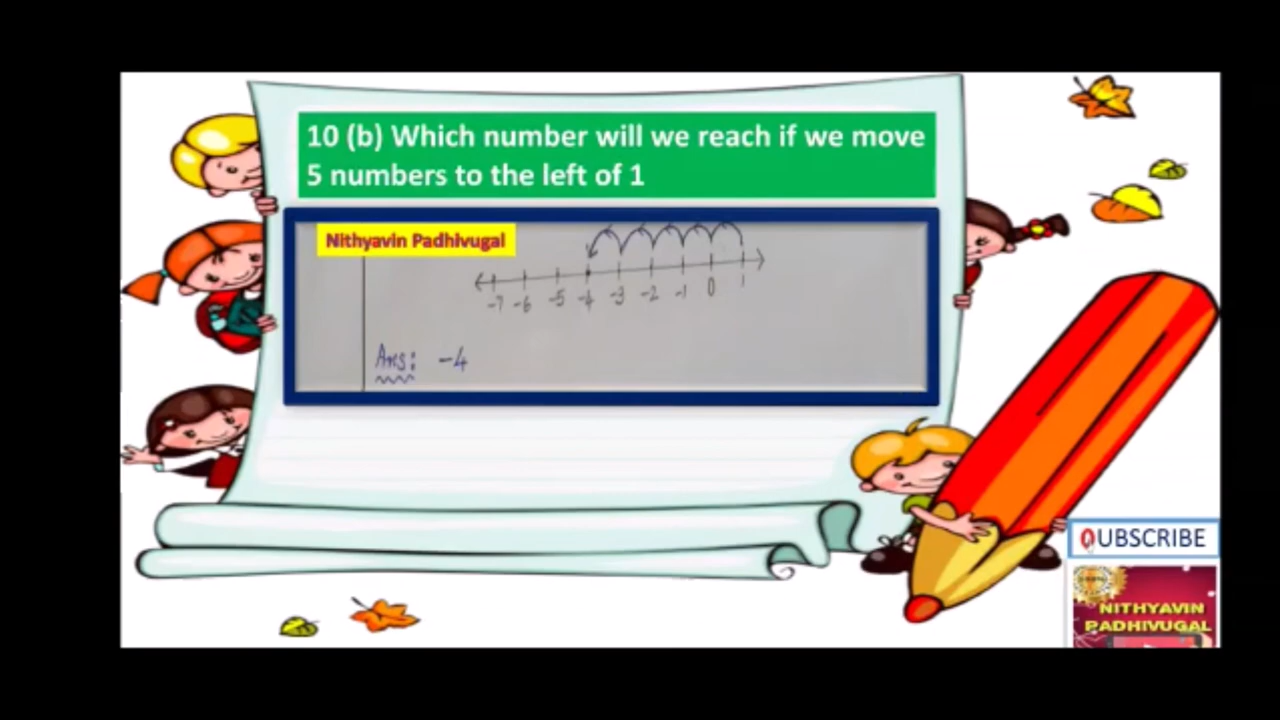 10 (b) Which number will we reach if we move
5 numbers to the left of 1
Nithyavin Padhivugal
-7 -6 -5 -4 -3 -2 -1 0 1
Ans: -4
UBSCRIBE
NITHYAVIN
PADHIVUGAL